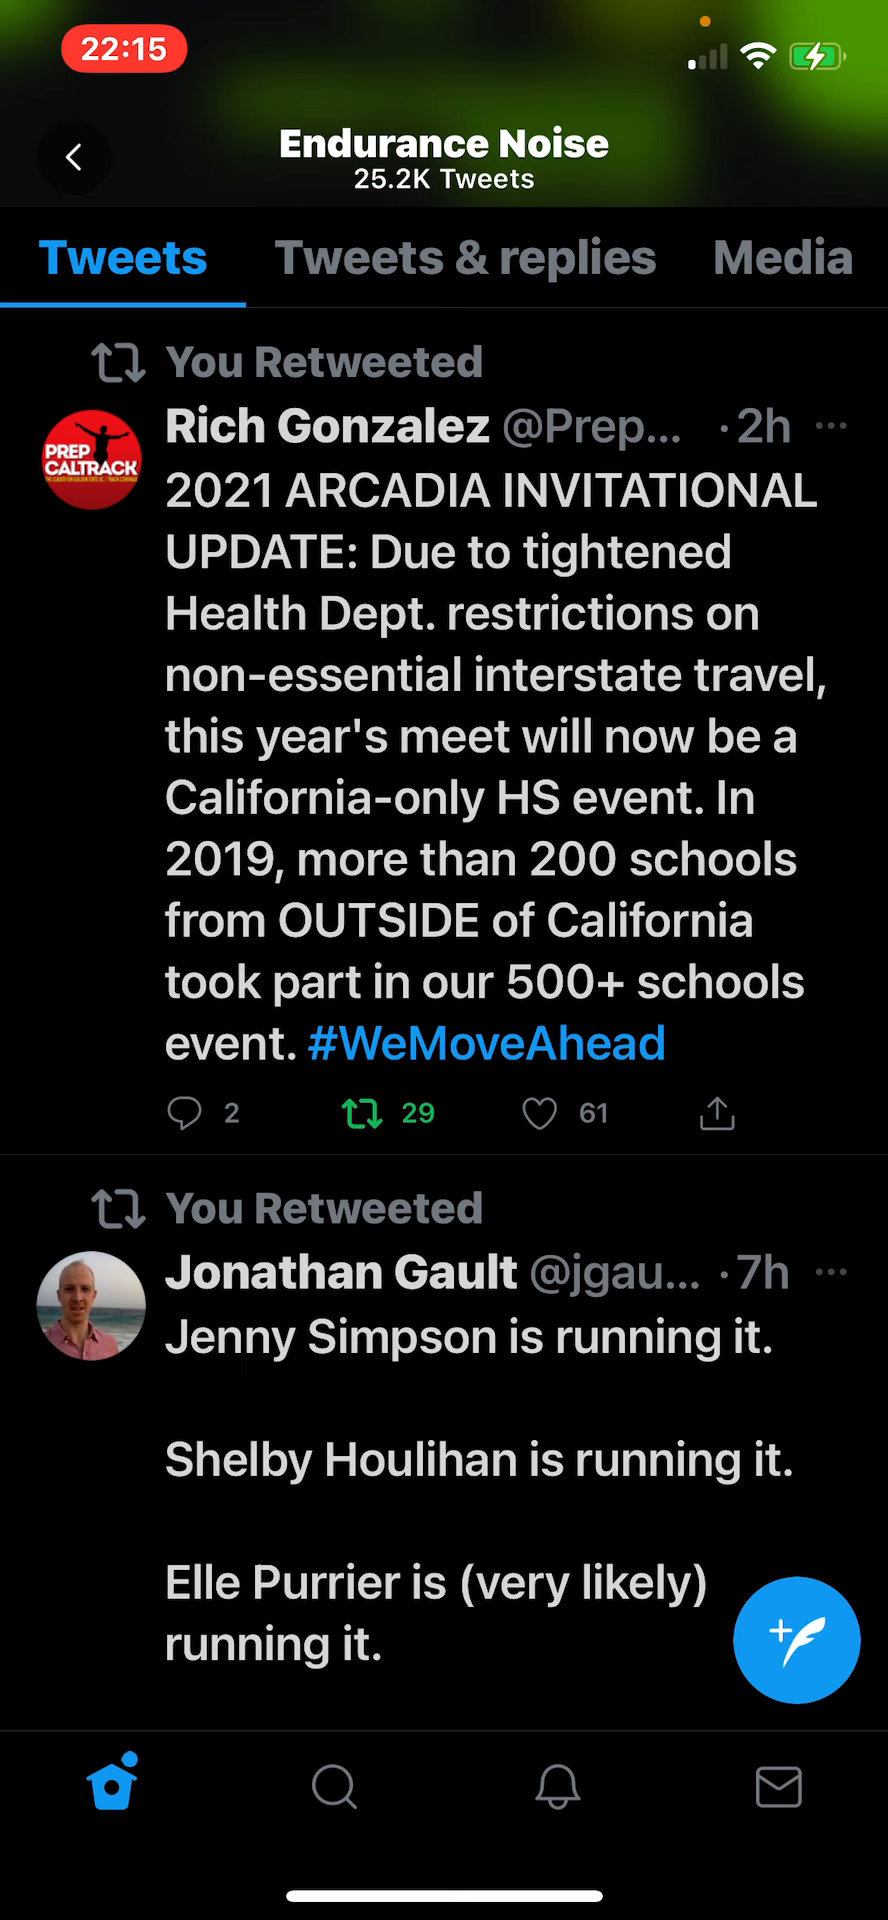 22:15
Endurance Noise
25.2K Tweets
Tweets Tweets & replies Media
You Retweeted
Rich Gonzalez @Prep... · 2h
PREP
CALTRACK
2021 ARCADIA INVITATIONAL
UPDATE: Due to tightened
Health Dept. restrictions on
non-essential interstate travel,
this year's meet will now be a
California-only HS event. In
2019, more than 200 schools
from OUTSIDE of California
took part in our 500+ schools
event. #WeMoveAhead
2 29 61
You Retweeted
Jonathan Gault @jgau... · 7h
Jenny Simpson is running it.
Shelby Houlihan is running it.
Elle Purrier is (very likely)
running it.